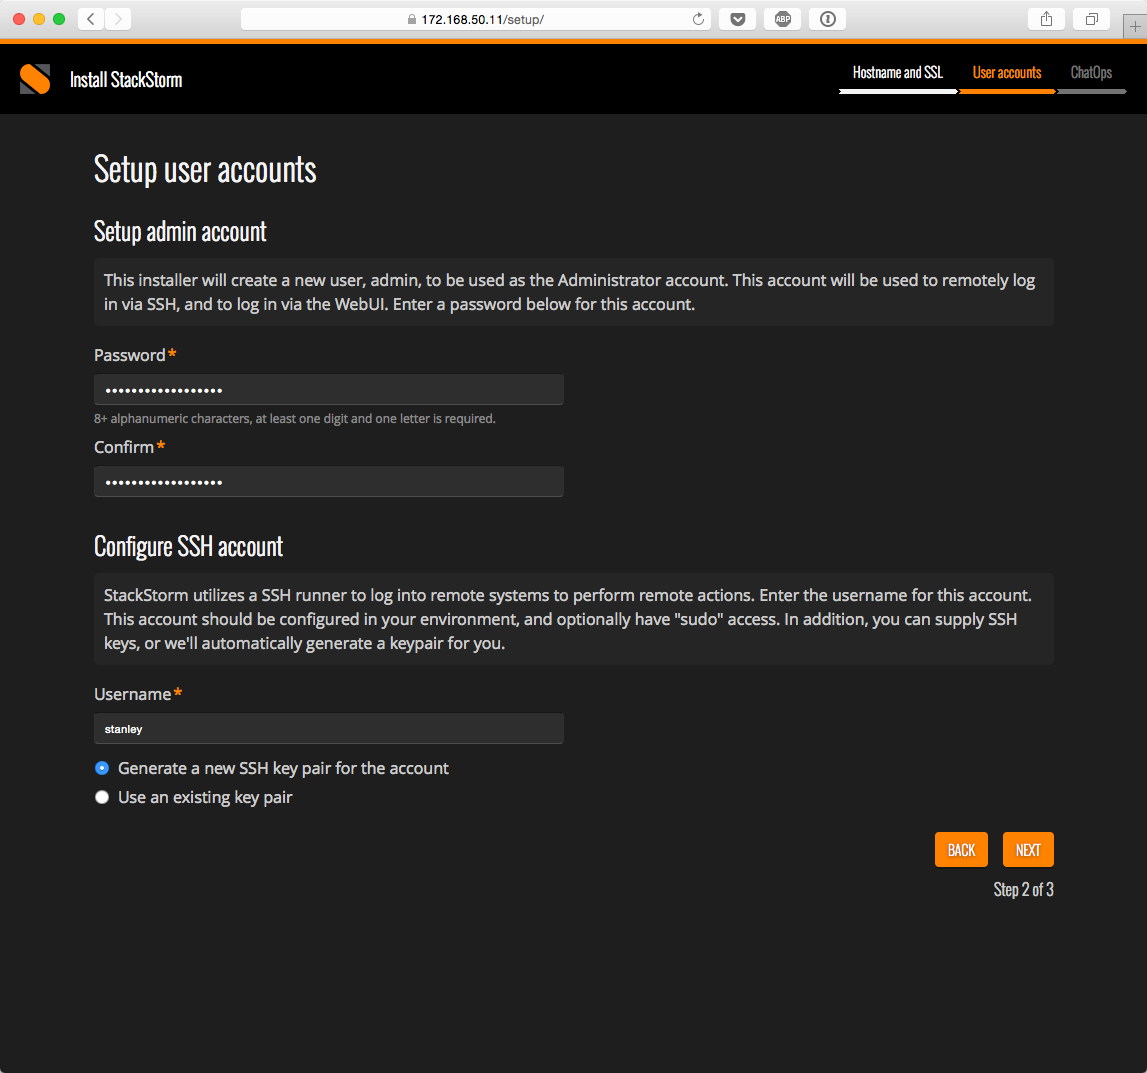 172.168.50.11/setup/
ABP
Install StackStorm
Hostname and SSL
User accounts
ChatOps
Setup user accounts
Setup admin account
This installer will create a new user, admin, to be used as the Administrator account. This account will be used to remotely log
in via SSH, and to log in via the WebUI. Enter a password below for this account.
Password*
••••••••••••••••••
8+ alphanumeric characters, at least one digit and one letter is required.
Confirm*
••••••••••••••••••
Configure SSH account
StackStorm utilizes a SSH runner to log into remote systems to perform remote actions. Enter the username for this account.
This account should be configured in your environment, and optionally have "sudo" access. In addition, you can supply SSH
keys, or we'll automatically generate a keypair for you.
Username*
stanley
Generate a new SSH key pair for the account
Use an existing key pair
BACK
NEXT
Step 2 of 3